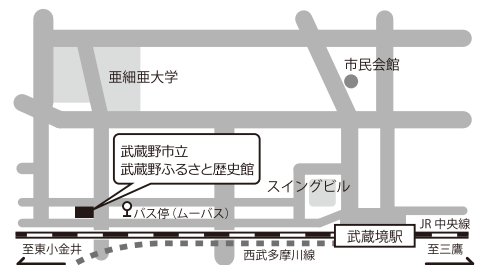 市民会館
亜細亜大学
武蔵野市立
武蔵野ふるさと歴史館
スイングビル
バス停（ムーバス）
JR 中央線
武蔵境駅
至東小金井
西武多摩川線
至三鷹